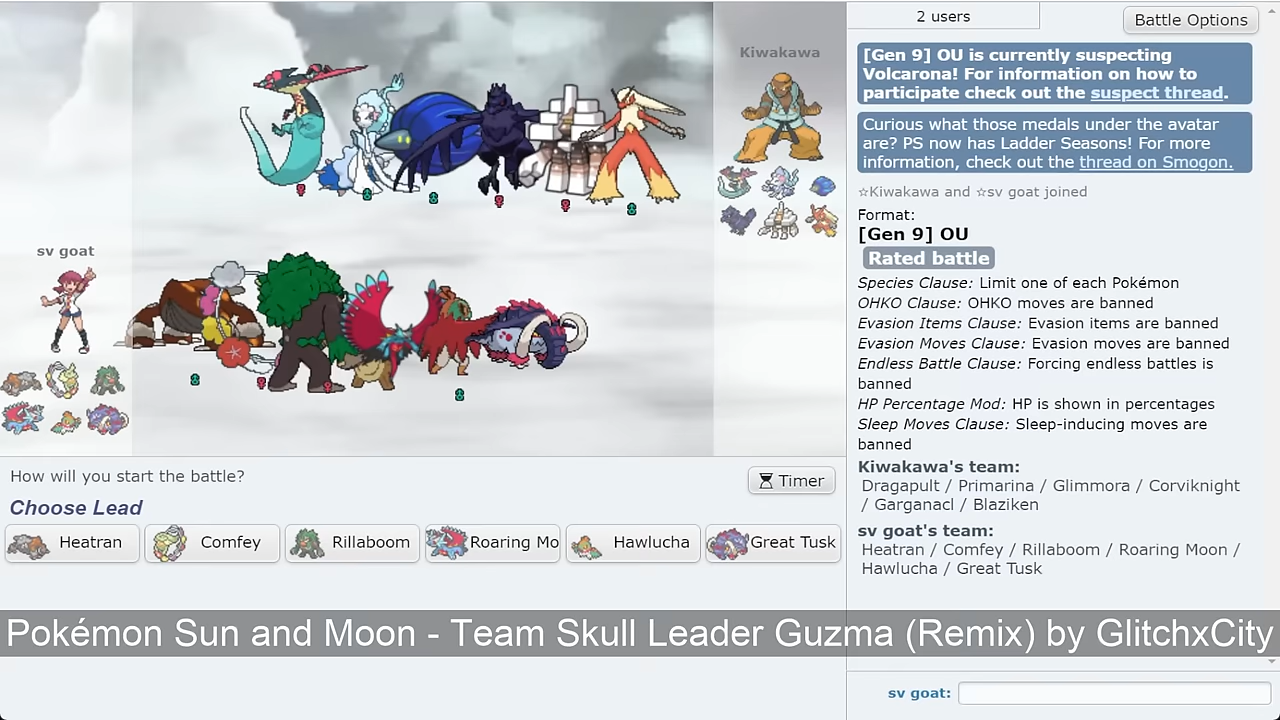 Kiwakawa
sv goat
How will you start the battle?
Timer
Choose Lead
Heatran
Comfey
Rillaboom
Roaring Mo
Hawlucha
Great Tusk
2 users
Battle Options
[Gen 9] OU is currently suspecting
Volcarona! For information on how to
participate check out the suspect thread.
Curious what those medals under the avatar
are? PS now has Ladder Seasons! For more
information, check out the thread on Smogon.
☆Kiwakawa and ☆sv goat joined
Format:
[Gen 9] OU
Rated battle
Species Clause: Limit one of each Pokémon
OHKO Clause: OHKO moves are banned
Evasion Items Clause: Evasion items are banned
Evasion Moves Clause: Evasion moves are banned
Endless Battle Clause: Forcing endless battles is
banned
HP Percentage Mod: HP is shown in percentages
Sleep Moves Clause: Sleep-inducing moves are
banned
Kiwakawa's team:
Dragapult / Primarina / Glimmora / Corviknight
/ Garganacl / Blaziken
sv goat's team:
Heatran / Comfey / Rillaboom / Roaring Moon /
Hawlucha / Great Tusk
Pokémon Sun and Moon - Team Skull Leader Guzma (Remix) by GlitchxCity
sv goat: